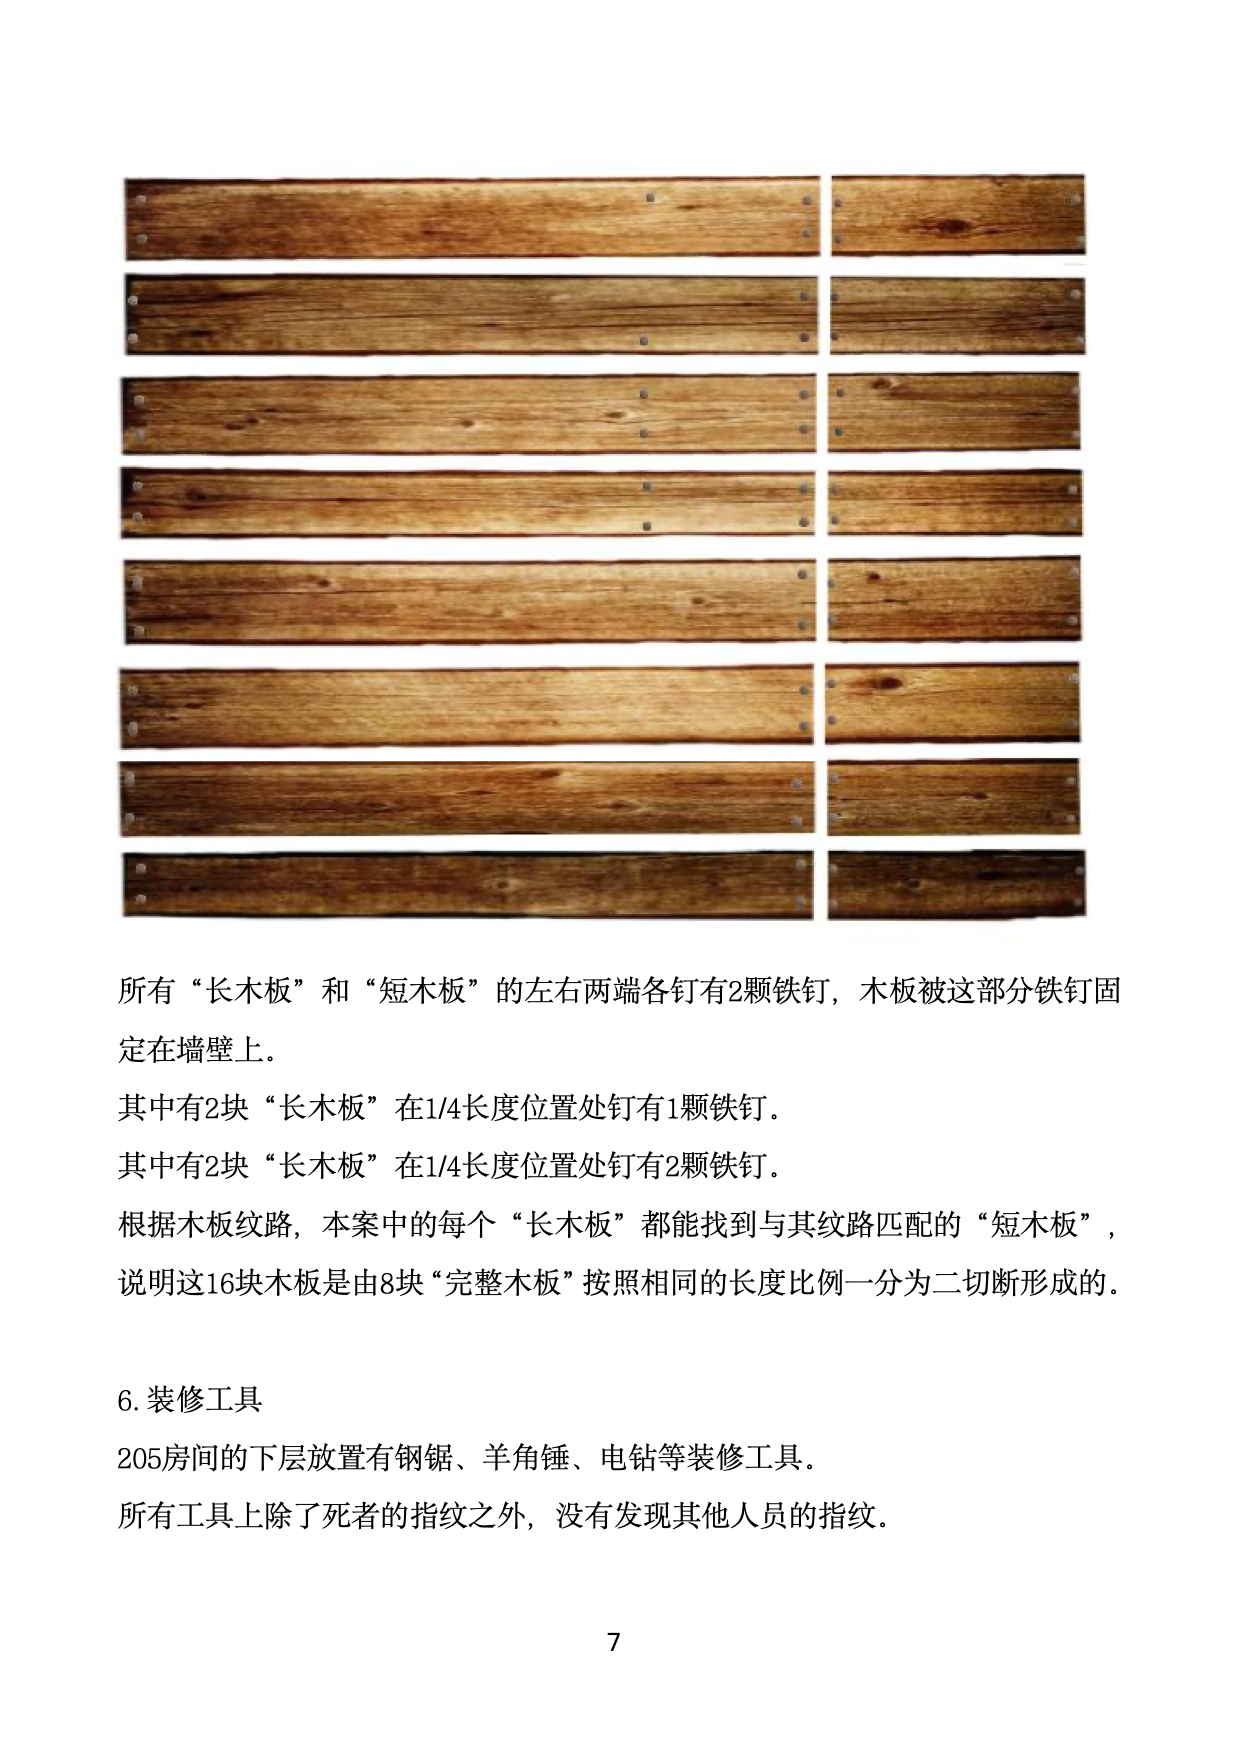 所有“长木板”和“短木板”的左右两端各钉有2颗铁钉，木板被这部分铁钉固
定在墙壁上。
其中有2块“长木板”在1/4长度位置处钉有1颗铁钉。
其中有2块“长木板”在1/4长度位置处钉有2颗铁钉。
根据木板纹路，本案中的每个“长木板”都能找到与其纹路匹配的“短木板”，
说明这16块木板是由8块“完整木板”按照相同的长度比例一分为二切断形成的。
6. 装修工具
205房间的下层放置有钢锯、羊角锤、电钻等装修工具。
所有工具上除了死者的指纹之外，没有发现其他人员的指纹。
7